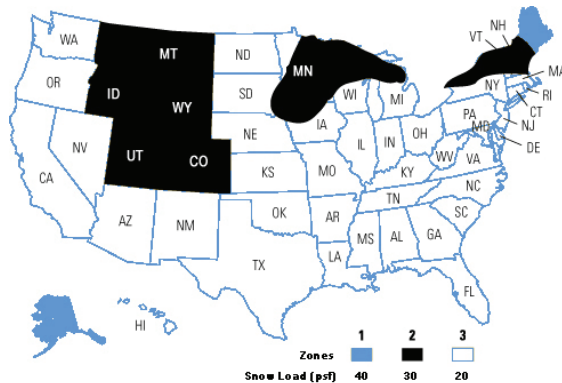 WA
MT
ND
MN
VT
NH
MA
OR
ID
SD
WI
MI
NY
RI
CT
WY
IA
PA
NJ
NV
NE
OH
MD
DE
UT
CO
IL
IN
WV
VA
CA
KS
MO
KY
NC
AZ
NM
OK
AR
TN
SC
TX
LA
MS
AL
GA
FL
HI
1 2 3
Zones
Snow Load (psf) 40 30 20